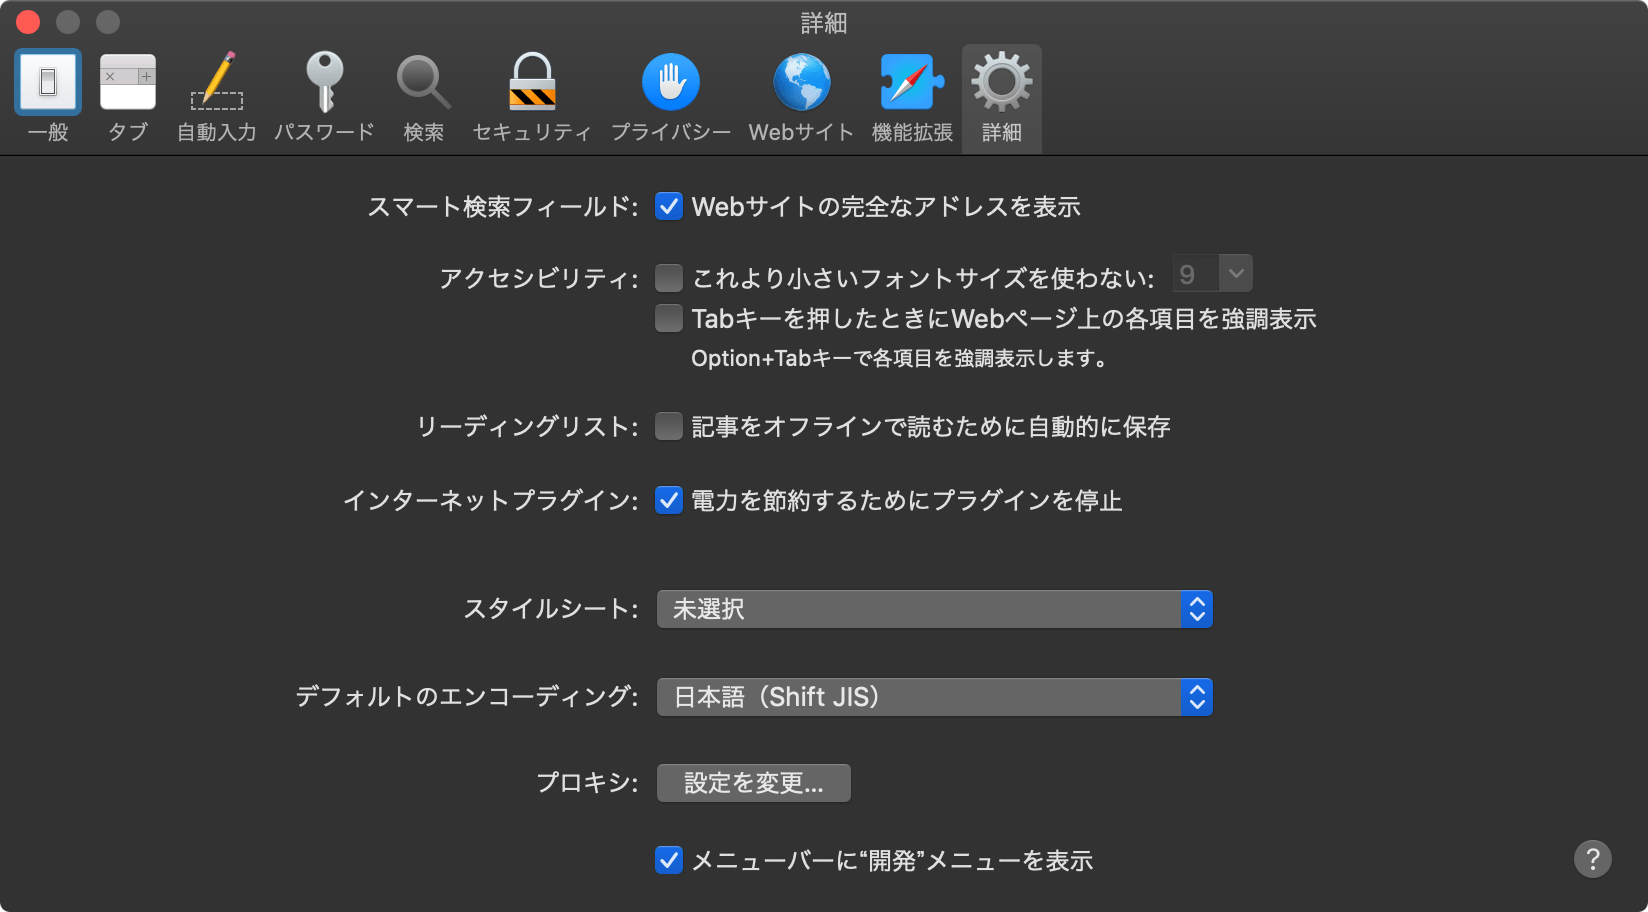 詳細
一般 タブ 自動入力 パスワード 検索 セキュリティ プライバシー Webサイト 機能拡張 詳細
スマート検索フィールド: Webサイトの完全なアドレスを表示
アクセシビリティ: これより小さいフォントサイズを使わない: 9
Tabキーを押したときにWebページ上の各項目を強調表示
Option+Tabキーで各項目を強調表示します。
リーディングリスト: 記事をオフラインで読むために自動的に保存
インターネットプラグイン: 電力を節約するためにプラグインを停止
スタイルシート: 未選択
デフォルトのエンコーディング: 日本語（Shift JIS）
プロキシ: 設定を変更...
メニューバーに“開発”メニューを表示
?